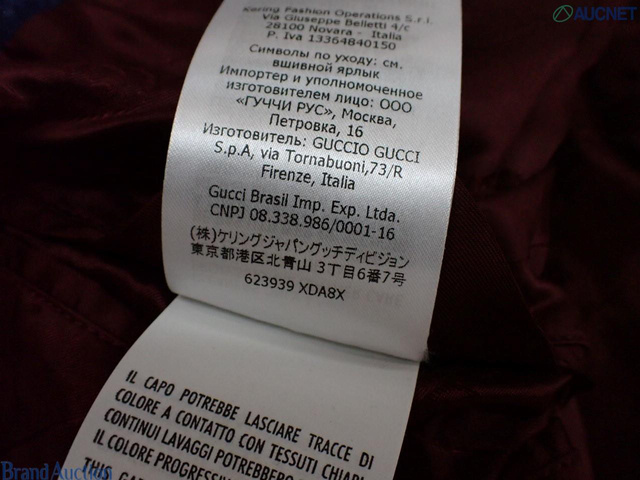 Kering Fashion Operations S.r.l.
Via Giuseppe Belletti 4/c
28100 Novara - Italia
P. Iva 13364840150
Символы по уходу: см.
вшивной ярлык
Импортер и уполномоченное
изготовителем лицо: ООО
«ГУЧЧИ РУС», Москва,
Петровка, 16
Изготовитель: GUCCIO GUCCI
S.p.A, via Tornabuoni,73/R
Firenze, Italia
Gucci Brasil Imp. Exp. Ltda.
CNPJ 08.338.986/0001-16
(株)ケリングジャパングッチディビジョン
東京都港区北青山 3丁目6番7号
623939 XDA8X
IL CAPO POTREBBE LASCIARE TRACCE DI
COLORE A CONTATTO CON TESSUTI CHIARI
CONTINUI LAVAGGI POTREBBERO
IL COLORE PROGRESSIV
THIS GAR
AUCNET
Brand Auction